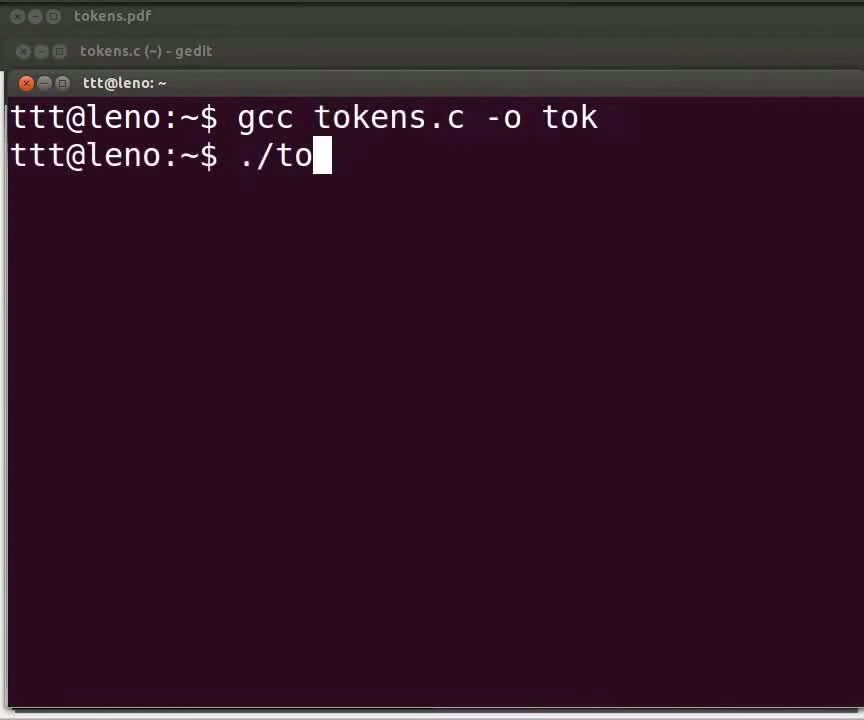 tokens.pdf
tokens.c (~) - gedit
ttt@leno: ~
ttt@leno:~$ gcc tokens.c -o tok
ttt@leno:~$ ./to